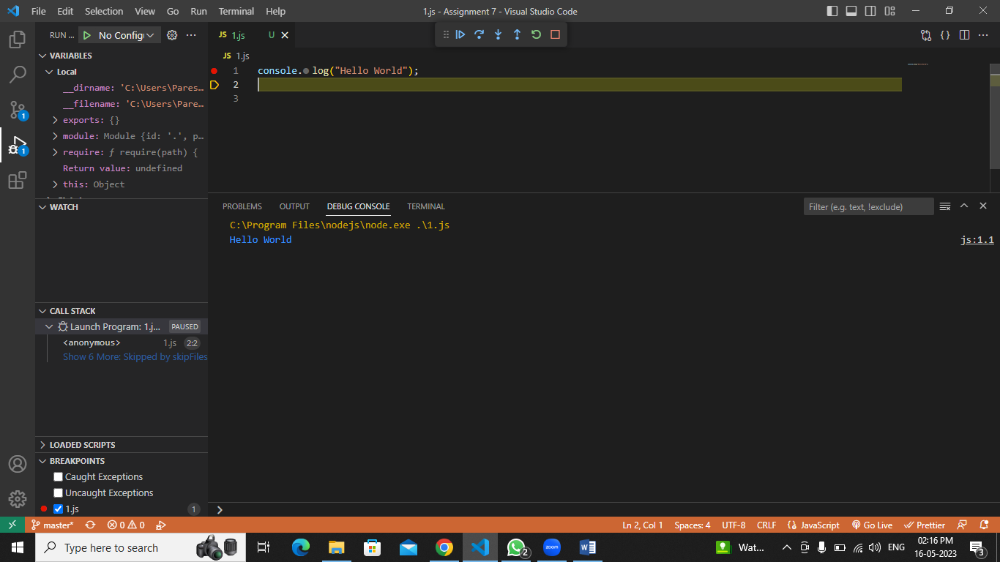 File Edit Selection View Go Run Terminal Help 1.js - Assignment 7 - Visual Studio Code
RUN ... No Configu
JS 1.js U
VARIABLES
JS 1.js
Local
1 console. log("Hello World");
__dirname: 'C:\Users\Pares…
2
__filename: 'C:\Users\Pare…
3
exports: {}
module: Module {id: '.', p…
require: ƒ require(path) {
Return value: undefined
this: Object
WATCH
PROBLEMS OUTPUT DEBUG CONSOLE TERMINAL Filter (e.g. text, !exclude)
C:\Program Files\nodejs\node.exe .\1.js
Hello World js:1.1
CALL STACK
Launch Program: 1.j... PAUSED
<anonymous> 1.js 2:2
Show 6 More: Skipped by skipFiles
LOADED SCRIPTS
BREAKPOINTS
Caught Exceptions
Uncaught Exceptions
1.js 1
1
1
master* 0 0 Ln 2, Col 1 Spaces: 4 UTF-8 CRLF {} JavaScript Go Live Prettier
Type here to search 2 zoom W Wat... ENG 02:16 PM
16-05-2023 3